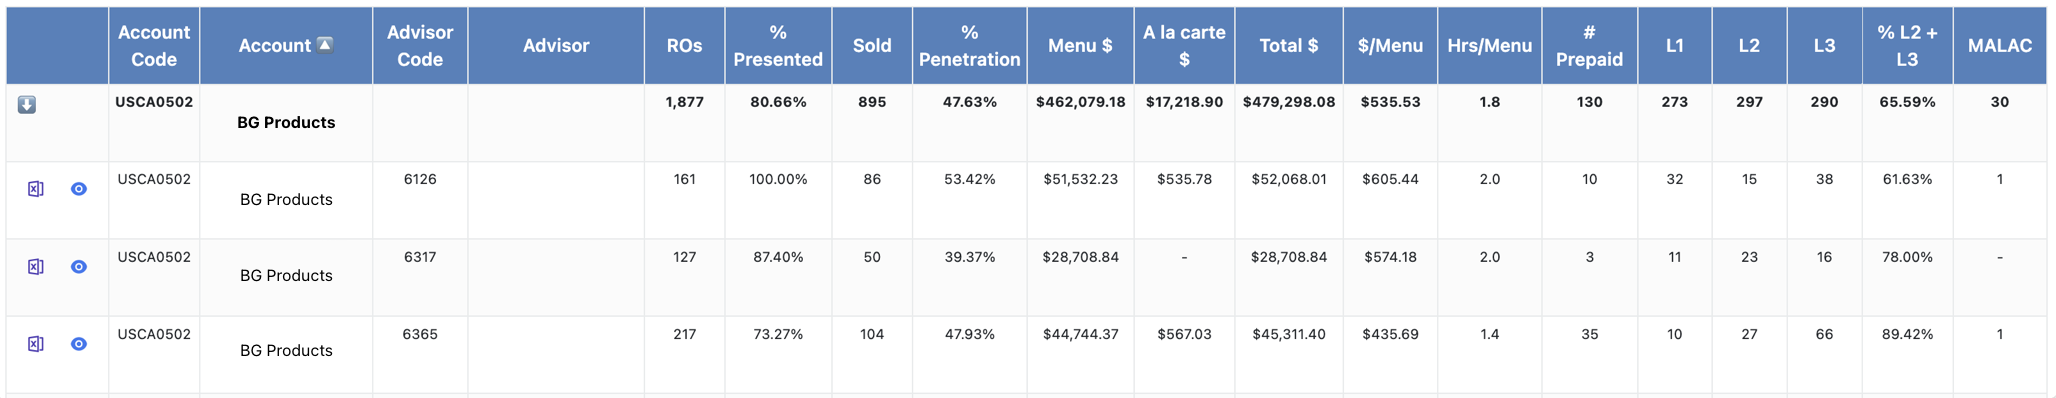 Account Code Account Advisor Code Advisor ROs % Presented Sold % Penetration Menu $ A la carte $ Total $ $/Menu Hrs/Menu # Prepaid L1 L2 L3 % L2 + L3 MALAC
USCA0502 BG Products 1,877 80.66% 895 47.63% $462,079.18 $17,218.90 $479,298.08 $535.53 1.8 130 273 297 290 65.59% 30
USCA0502 BG Products 6126 161 100.00% 86 53.42% $51,532.23 $535.78 $52,068.01 $605.44 2.0 10 32 15 38 61.63% 1
USCA0502 BG Products 6317 127 87.40% 50 39.37% $28,708.84 - $28,708.84 $574.18 2.0 3 11 23 16 78.00% -
USCA0502 BG Products 6365 217 73.27% 104 47.93% $44,744.37 $567.03 $45,311.40 $435.69 1.4 35 10 27 66 89.42% 1